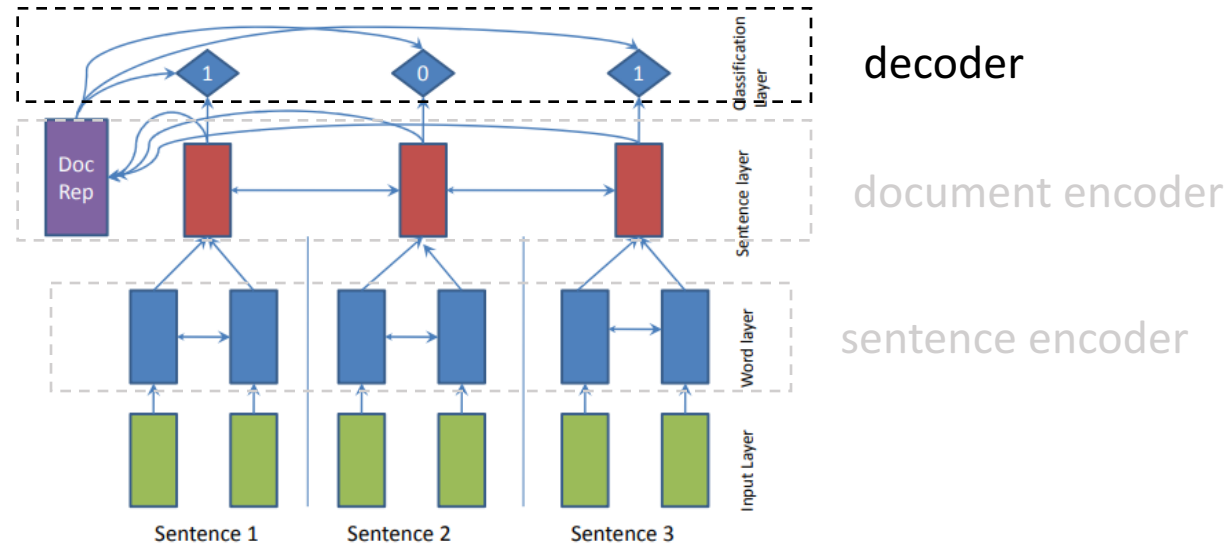 1
0
1
Classification
Layer
decoder
Doc
Rep
Sentence layer
document encoder
Word layer
sentence encoder
Input Layer
Sentence 1
Sentence 2
Sentence 3